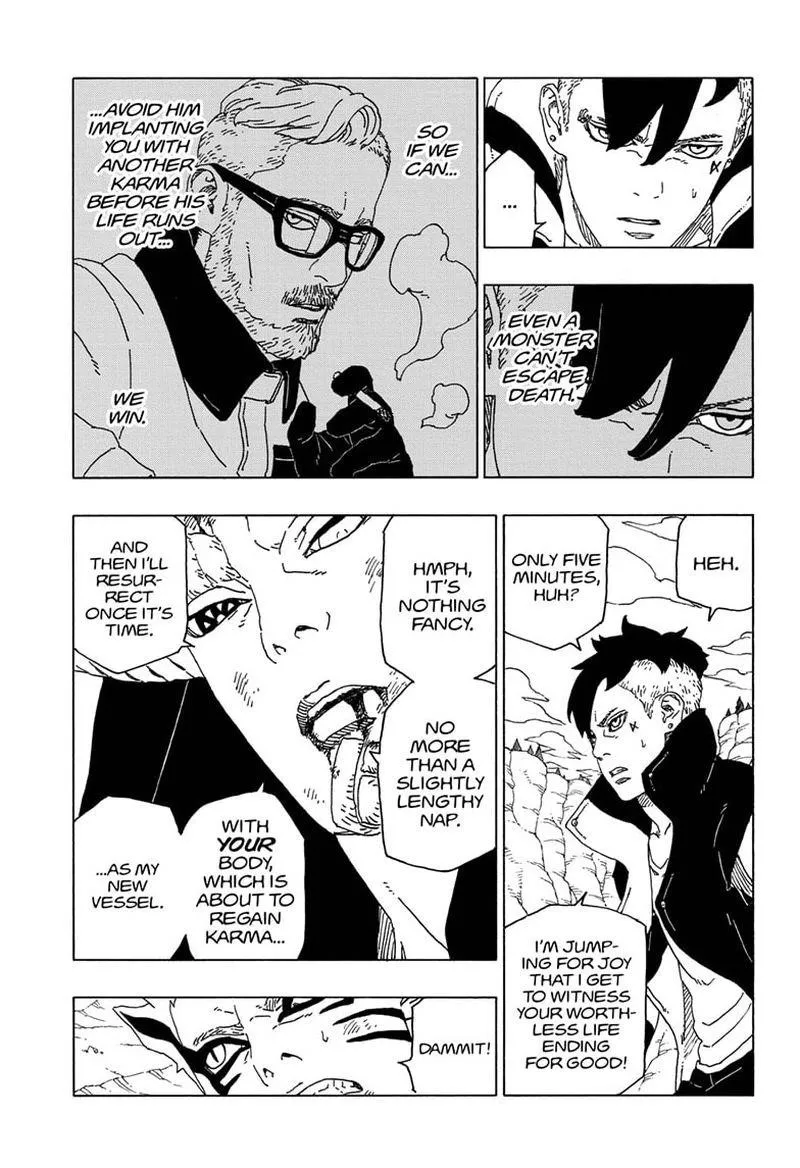 ...
EVEN A
MONSTER
CAN'T
ESCAPE
DEATH.
SO
IF WE
CAN...
...AVOID HIM
IMPLANTING
YOU WITH
ANOTHER
KARMA
BEFORE HIS
LIFE RUNS
OUT...
WE
WIN.
HEH.
ONLY FIVE
MINUTES,
HUH?
I'M JUMP-
ING FOR JOY
THAT I GET
TO WITNESS
YOUR WORTH-
LESS LIFE
ENDING
FOR GOOD!
HMPH,
IT'S
NOTHING
FANCY.
NO
MORE
THAN A
SLIGHTLY
LENGTHY
NAP.
AND
THEN I'LL
RESUR-
RECT
ONCE IT'S
TIME.
WITH
YOUR
BODY,
WHICH IS
ABOUT TO
REGAIN
KARMA...
...AS MY
NEW
VESSEL.
DAMMIT!